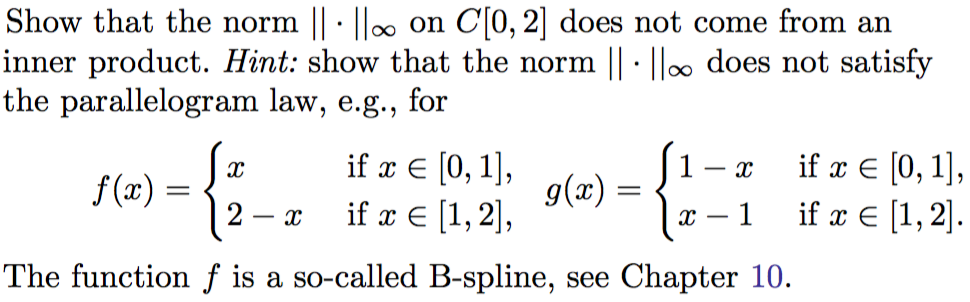 Show that the norm || · ||∞ on C[0, 2] does not come from an
inner product. Hint: show that the norm || · ||∞ does not satisfy
the parallelogram law, e.g., for
f(x) = { x if x ∈ [0, 1], 2 − x if x ∈ [1, 2], g(x) = { 1 − x if x ∈ [0, 1], x − 1 if x ∈ [1, 2].
The function f is a so-called B-spline, see Chapter 10.